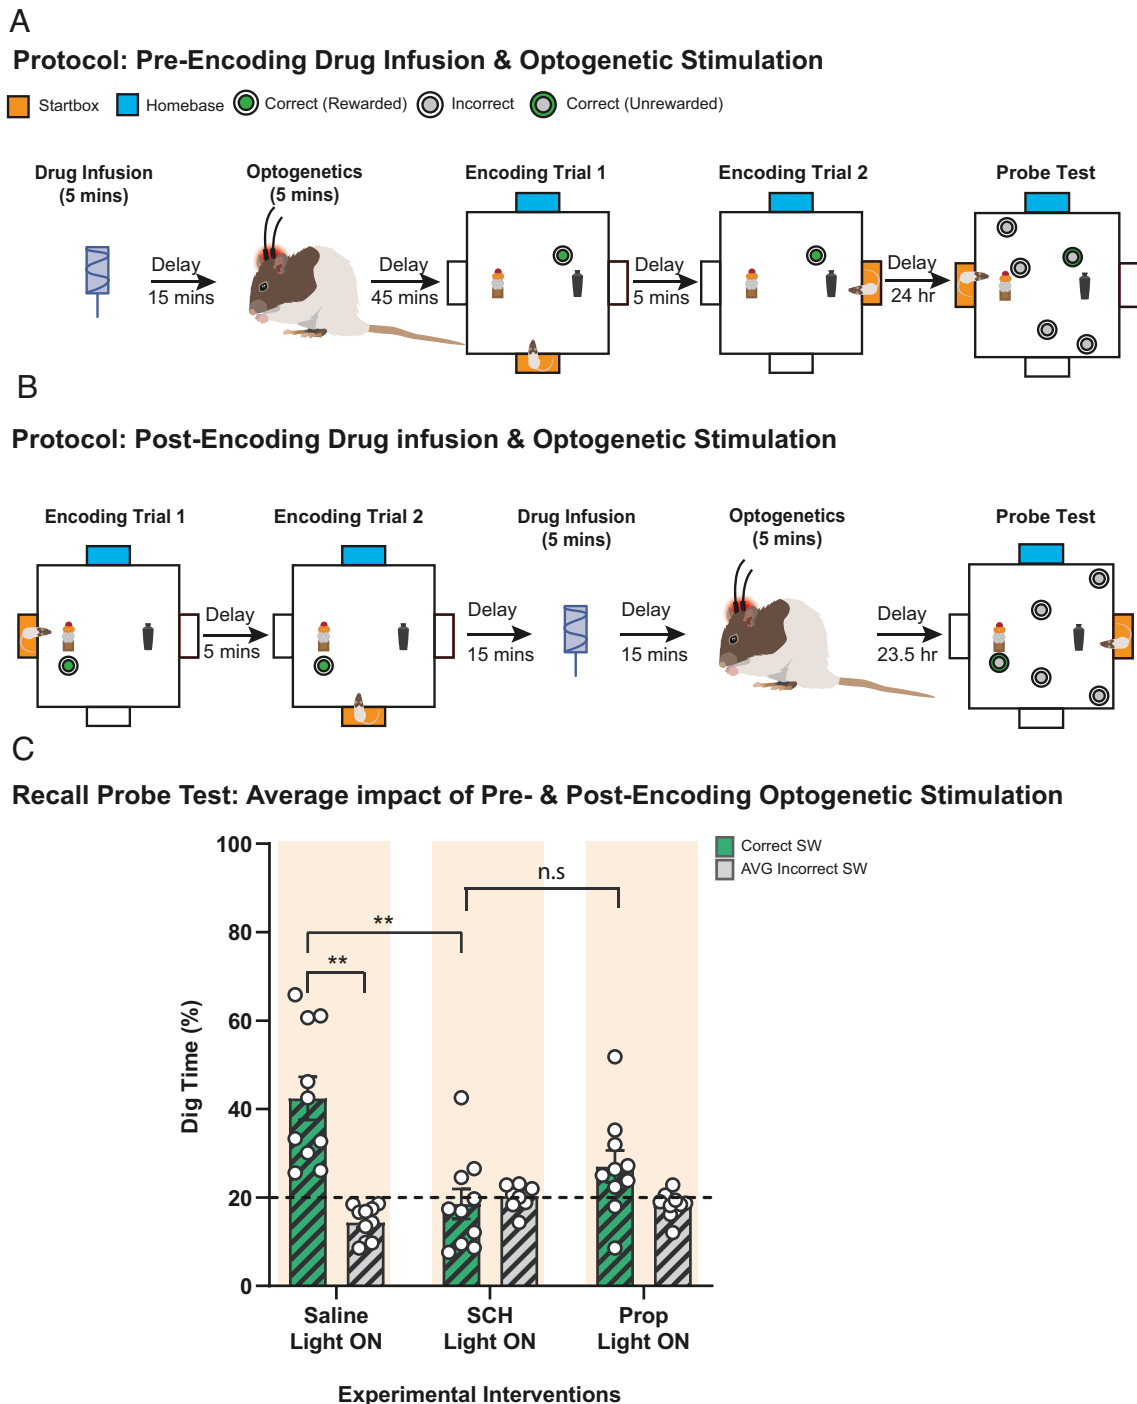 A
Protocol: Pre-Encoding Drug Infusion & Optogenetic Stimulation
Startbox Homebase Correct (Rewarded) Incorrect Correct (Unrewarded)
Drug Infusion
(5 mins)
Delay
15 mins
Optogenetics
(5 mins)
Delay
45 mins
Encoding Trial 1
Delay
5 mins
Encoding Trial 2
Delay
24 hr
Probe Test
B
Protocol: Post-Encoding Drug infusion & Optogenetic Stimulation
Encoding Trial 1
Delay
5 mins
Encoding Trial 2
Delay
15 mins
Drug Infusion
(5 mins)
Delay
15 mins
Optogenetics
(5 mins)
Delay
23.5 hr
Probe Test
C
Recall Probe Test: Average impact of Pre- & Post-Encoding Optogenetic Stimulation
Correct SW
AVG Incorrect SW
Dig Time (%)
100
80
60
40
20
0
**
**
n.s
Saline
Light ON
SCH
Light ON
Prop
Light ON
Experimental Interventions